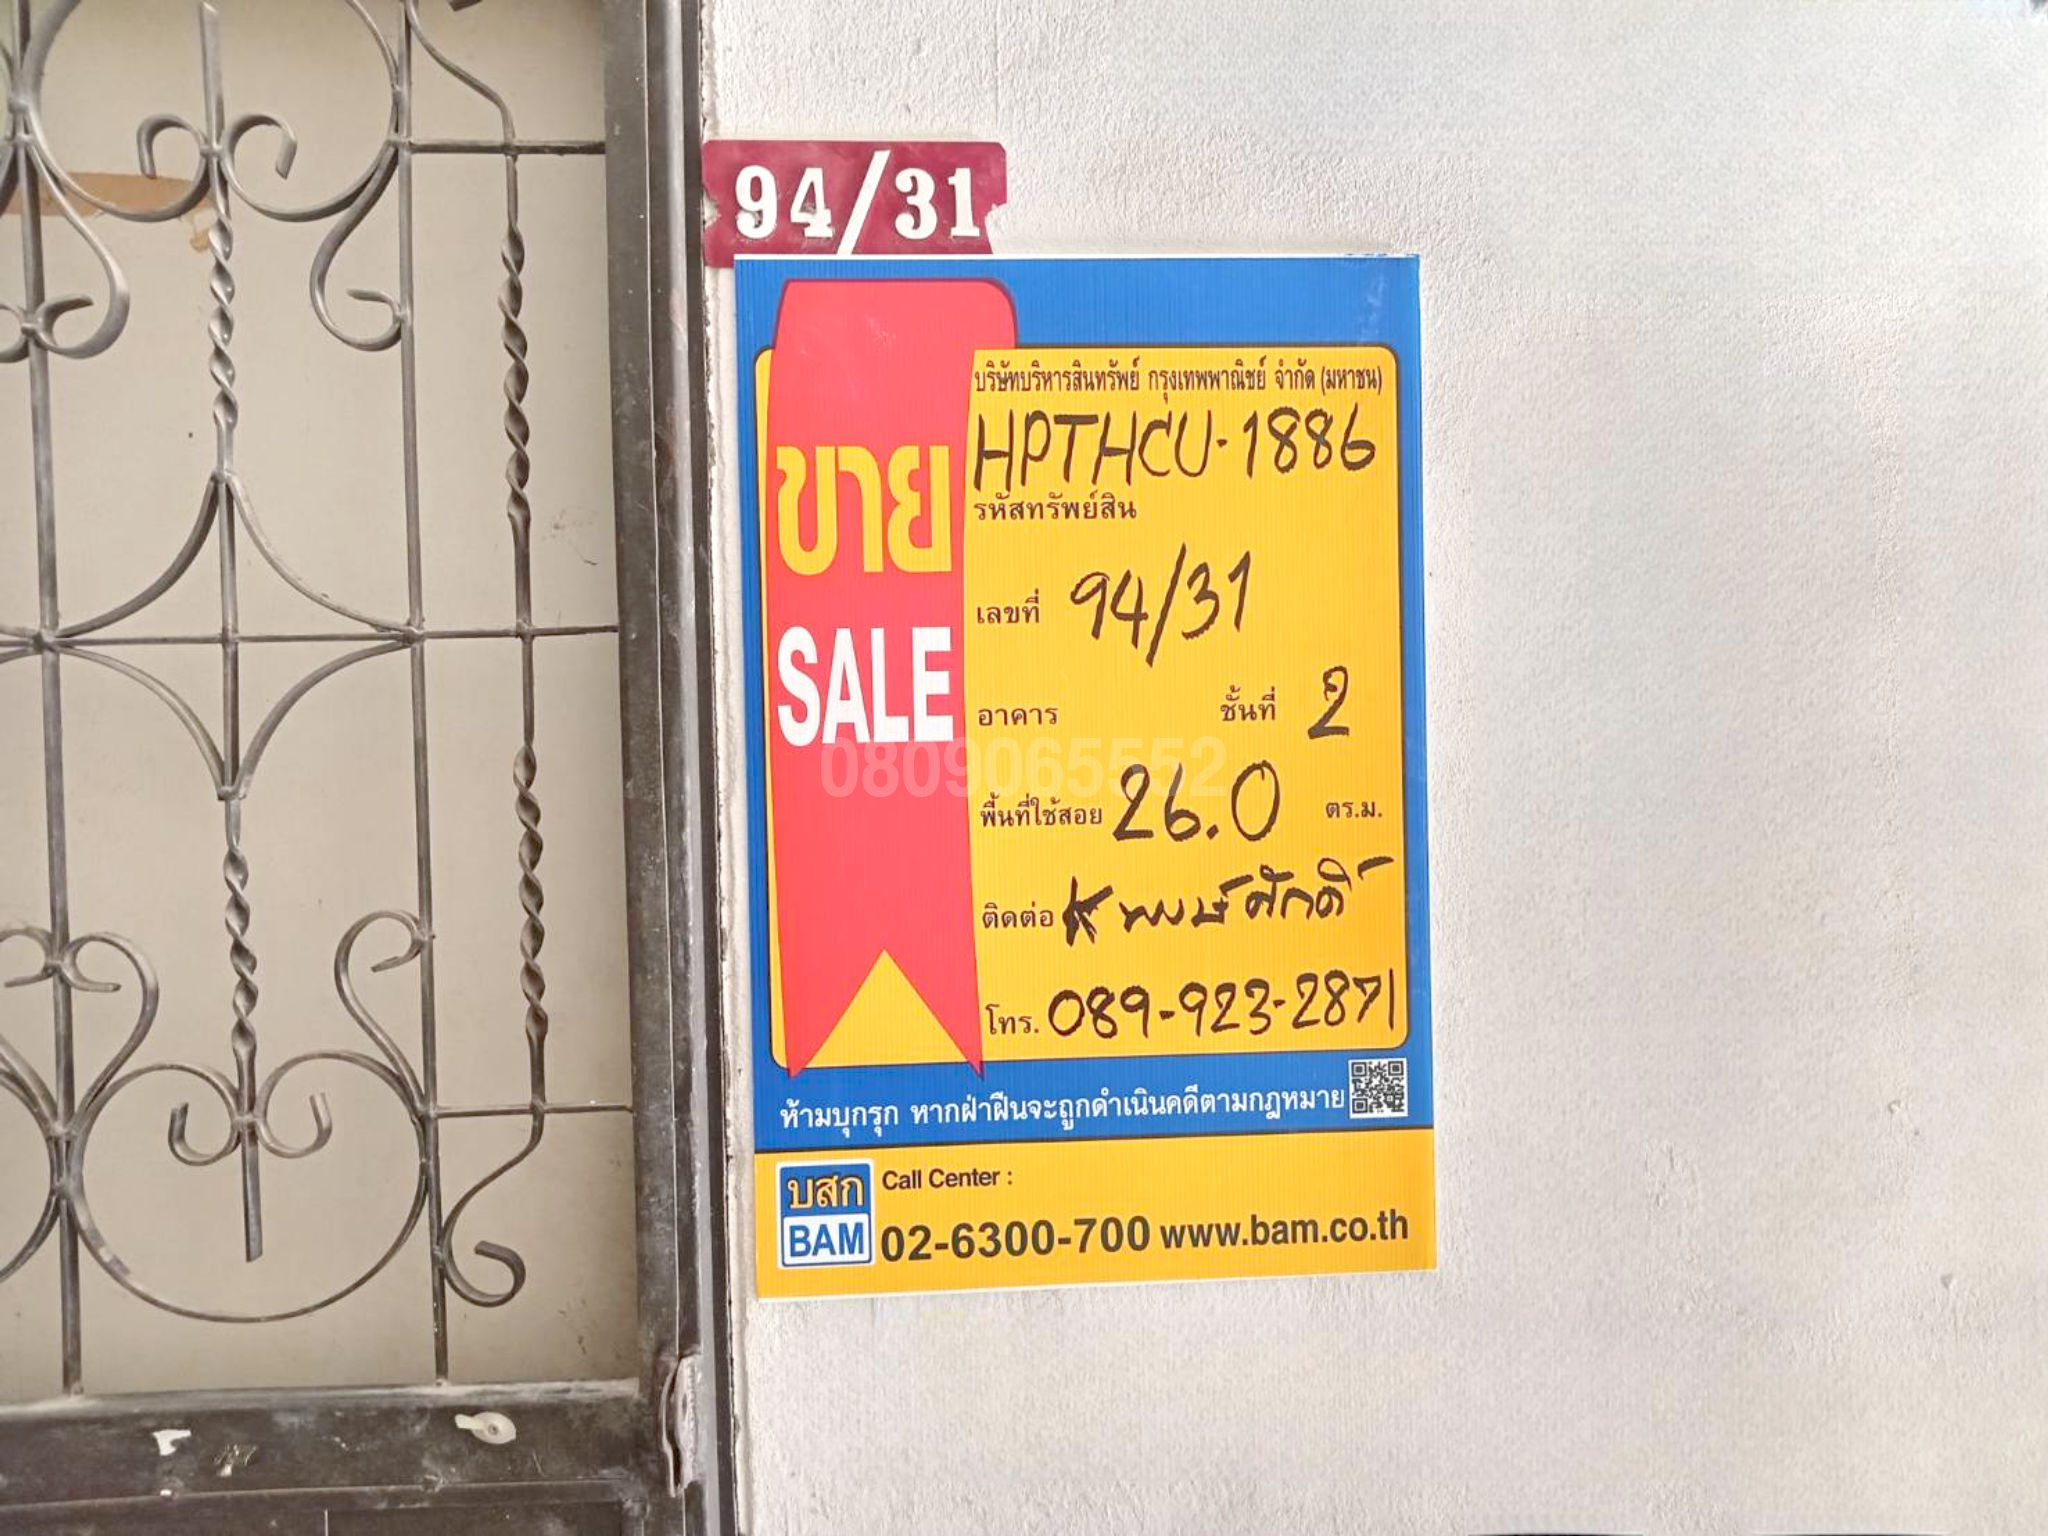 94/31
บริษัทบริหารสินทรัพย์ กรุงเทพพาณิชย์ จำกัด (มหาชน)
HPTHCU-1886
รหัสทรัพย์สิน
ขาย
SALE
เลขที่ 94/31
อาคาร ชั้นที่ 2
0809065552
พื้นที่ใช้สอย 26.0 ตร.ม.
ติดต่อ K พงษ์ศักดิ์
โทร. 089-923-2871
ห้ามบุกรุก หากฝ่าฝืนจะถูกดำเนินคดีตามกฎหมาย
บสก
BAM
Call Center :
02-6300-700 www.bam.co.th